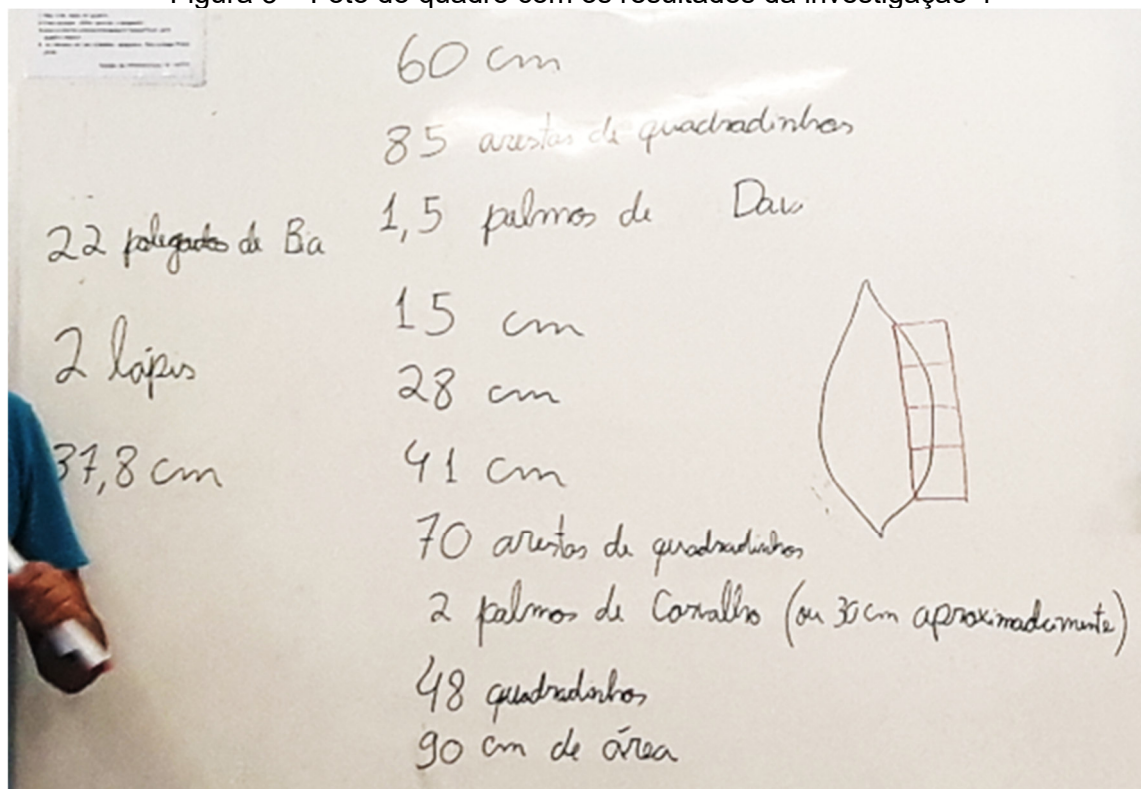 Figura 3 – Foto do quadro com os resultados da investigação 1
60 cm
85 arestas de quadradinhos
1,5 palmos de Davi
15 cm
28 cm
41 cm
70 arestas de quadradinhos
2 palmos de Carvalho (ou 30 cm aproximadamente)
48 quadradinhos
90 cm de área
22 polegadas de Bia
2 lápis
37,8 cm